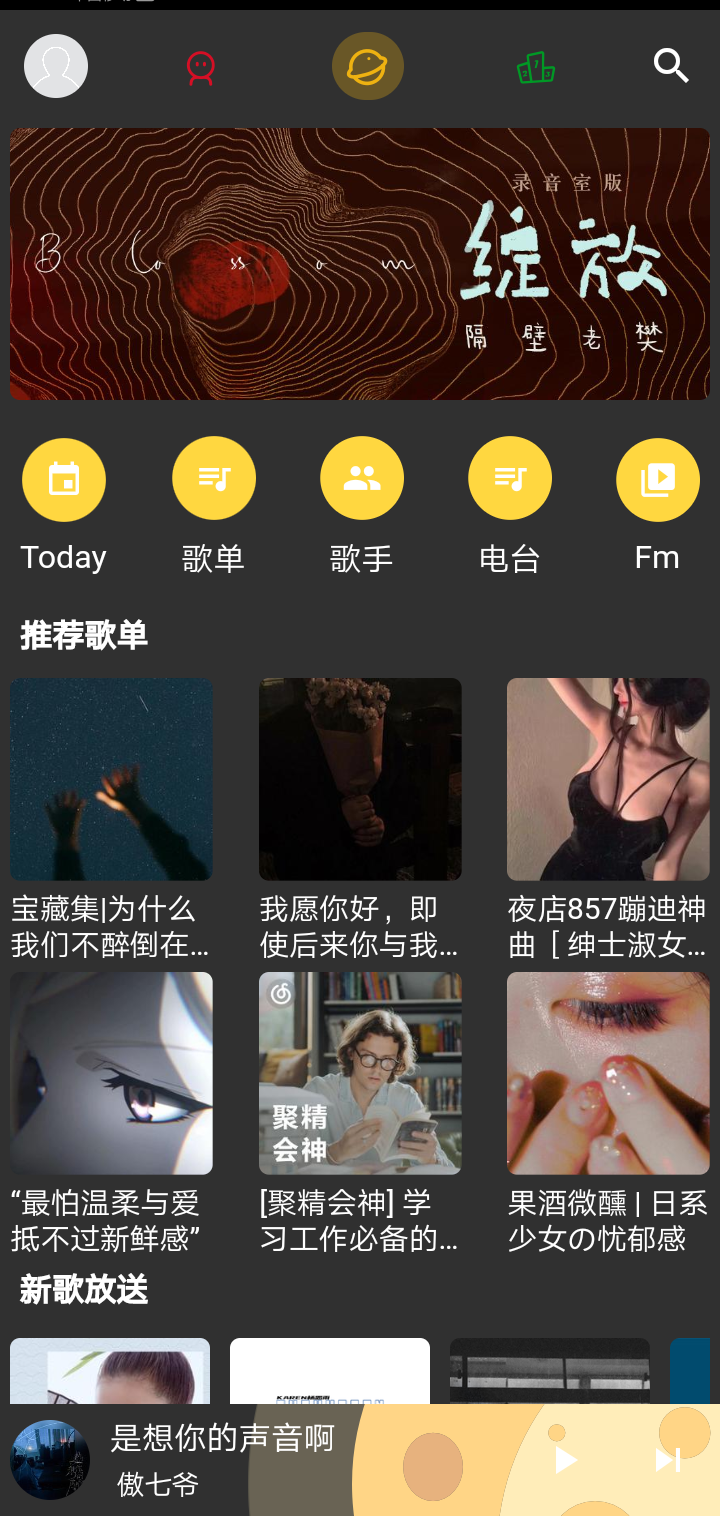 录音室版
Blossom
绽放
隔壁老樊
Today
歌单
歌手
电台
Fm
推荐歌单
宝藏集|为什么
我们不醉倒在...
我愿你好，即
使后来你与我...
夜店857蹦迪神
曲［绅士淑女...
聚精
会神
“最怕温柔与爱
抵不过新鲜感”
[聚精会神] 学
习工作必备的...
果酒微醺 | 日系
少女の忧郁感
新歌放送
是想你的声音啊
傲七爷